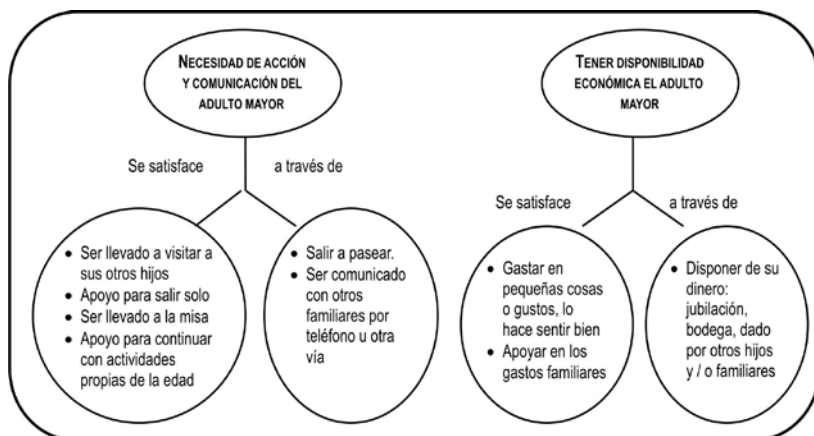 NECESIDAD DE ACCIÓN
Y COMUNICACIÓN DEL
ADULTO MAYOR
Se satisface
a través de
• Ser llevado a visitar a
sus otros hijos
• Apoyo para salir solo
• Ser llevado a la misa
• Apoyo para continuar
con actividades
propias de la edad
• Salir a pasear.
• Ser comunicado
con otros
familiares por
teléfono u otra
vía
TENER DISPONIBILIDAD
ECONÓMICA EL ADULTO
MAYOR
Se satisface
a través de
• Gastar en
pequeñas cosas
o gustos, lo
hace sentir bien
• Apoyar en los
gastos familiares
• Disponer de su
dinero:
jubilación,
bodega, dado
por otros hijos
y / o familiares